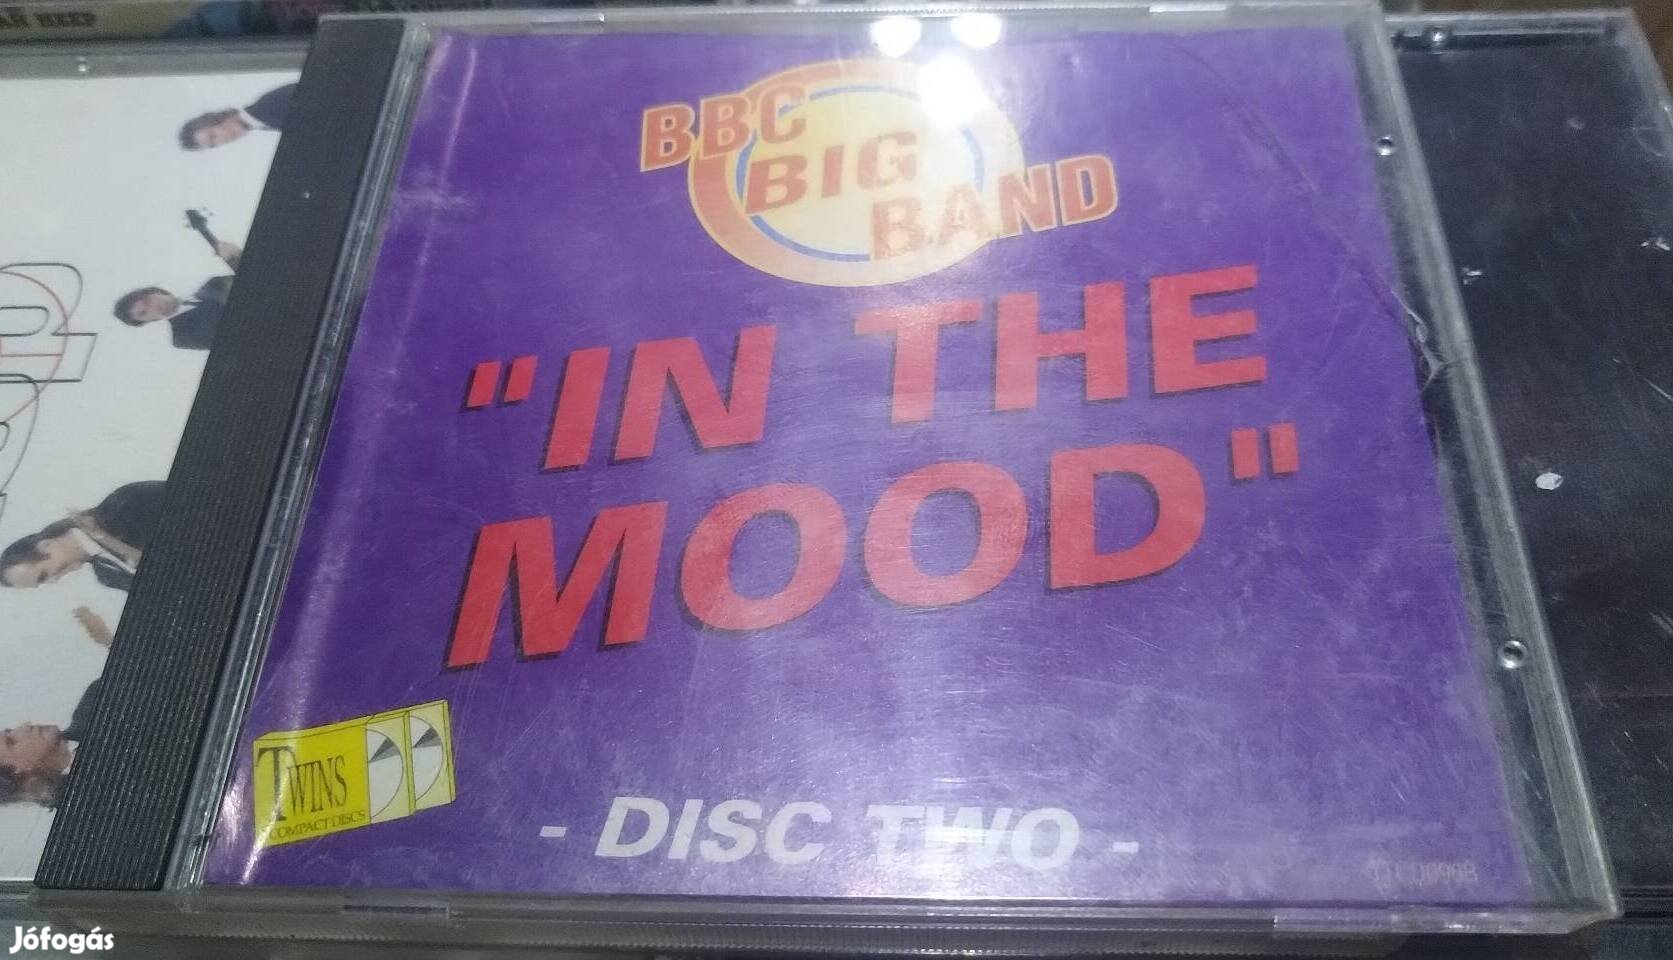 BBC
BIG
BAND
"IN THE
MOOD"
TWINS
COMPACT DISCS
- DISC TWO -
Jófogás